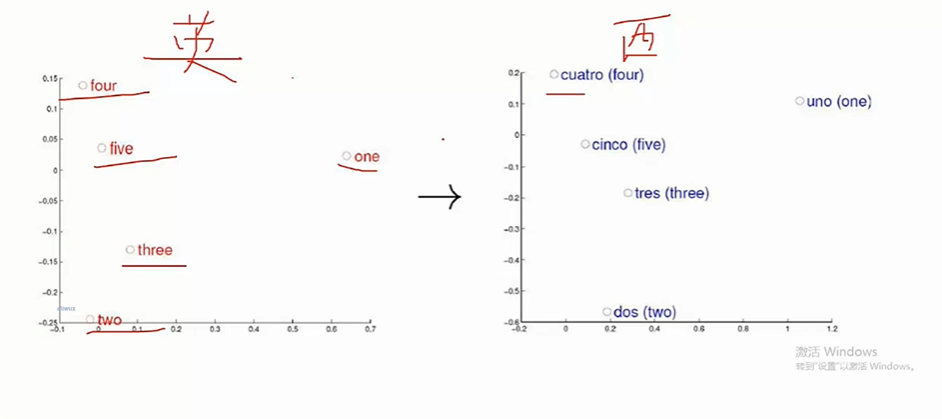 英
西
0.15
0.1
0.05
0
-0.05
-0.1
-0.15
-0.2
-0.25
four
five
one
three
two
-0.1 0 0.1 0.2 0.3 0.4 0.5 0.6 0.7
→
0.2
0.1
0
-0.1
-0.2
-0.3
-0.4
-0.5
-0.6
cuatro (four)
uno (one)
cinco (five)
tres (three)
dos (two)
-0.2 0 0.2 0.4 0.6 0.8 1 1.2
激活 Windows
转到"设置"以激活 Windows。